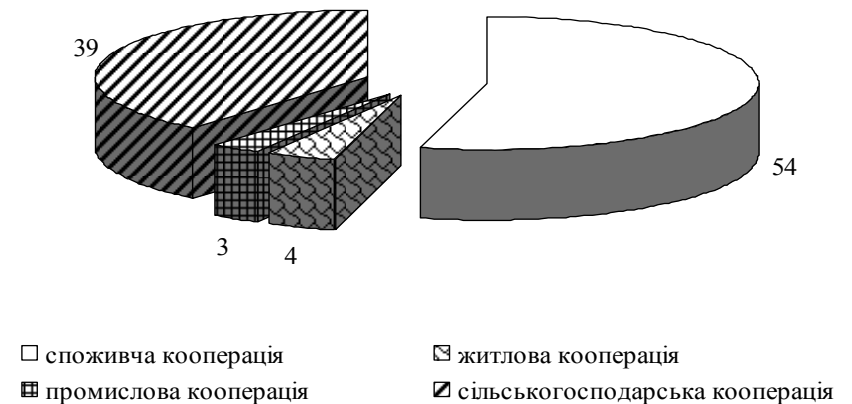 39
54
3
4
споживча кооперація
житлова кооперація
промислова кооперація
сільськогосподарська кооперація